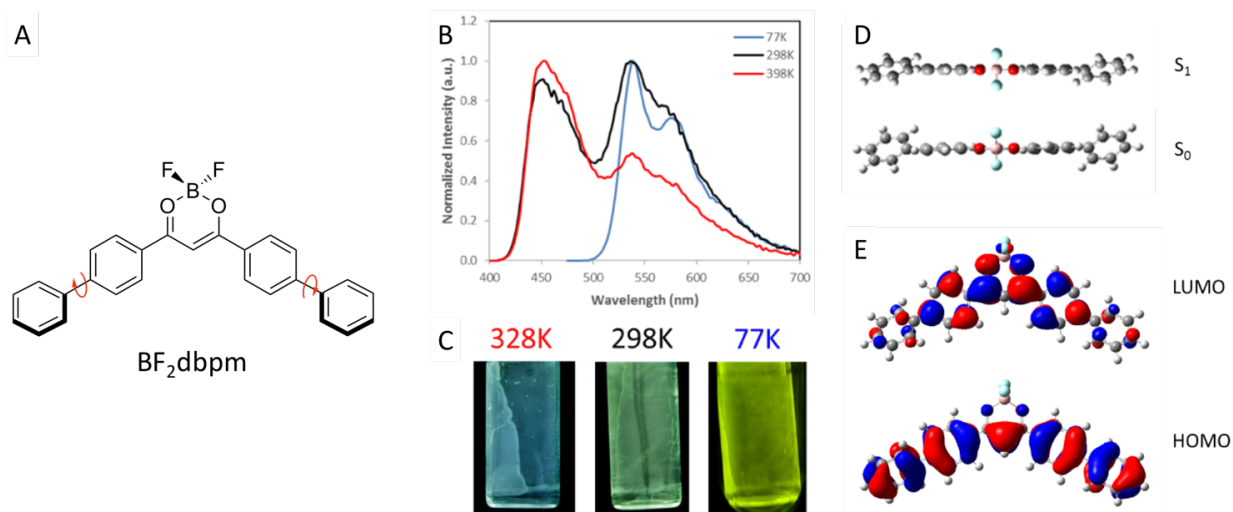 A
F F
B
O O
BF2dbpm
B
Normalized Intensity (a.u.)
1.2
1.0
0.8
0.6
0.4
0.2
0.0
77K
298K
398K
400 450 500 550 600 650 700
Wavelength (nm)
C
328K 298K 77K
D
S1
S0
E
LUMO
HOMO